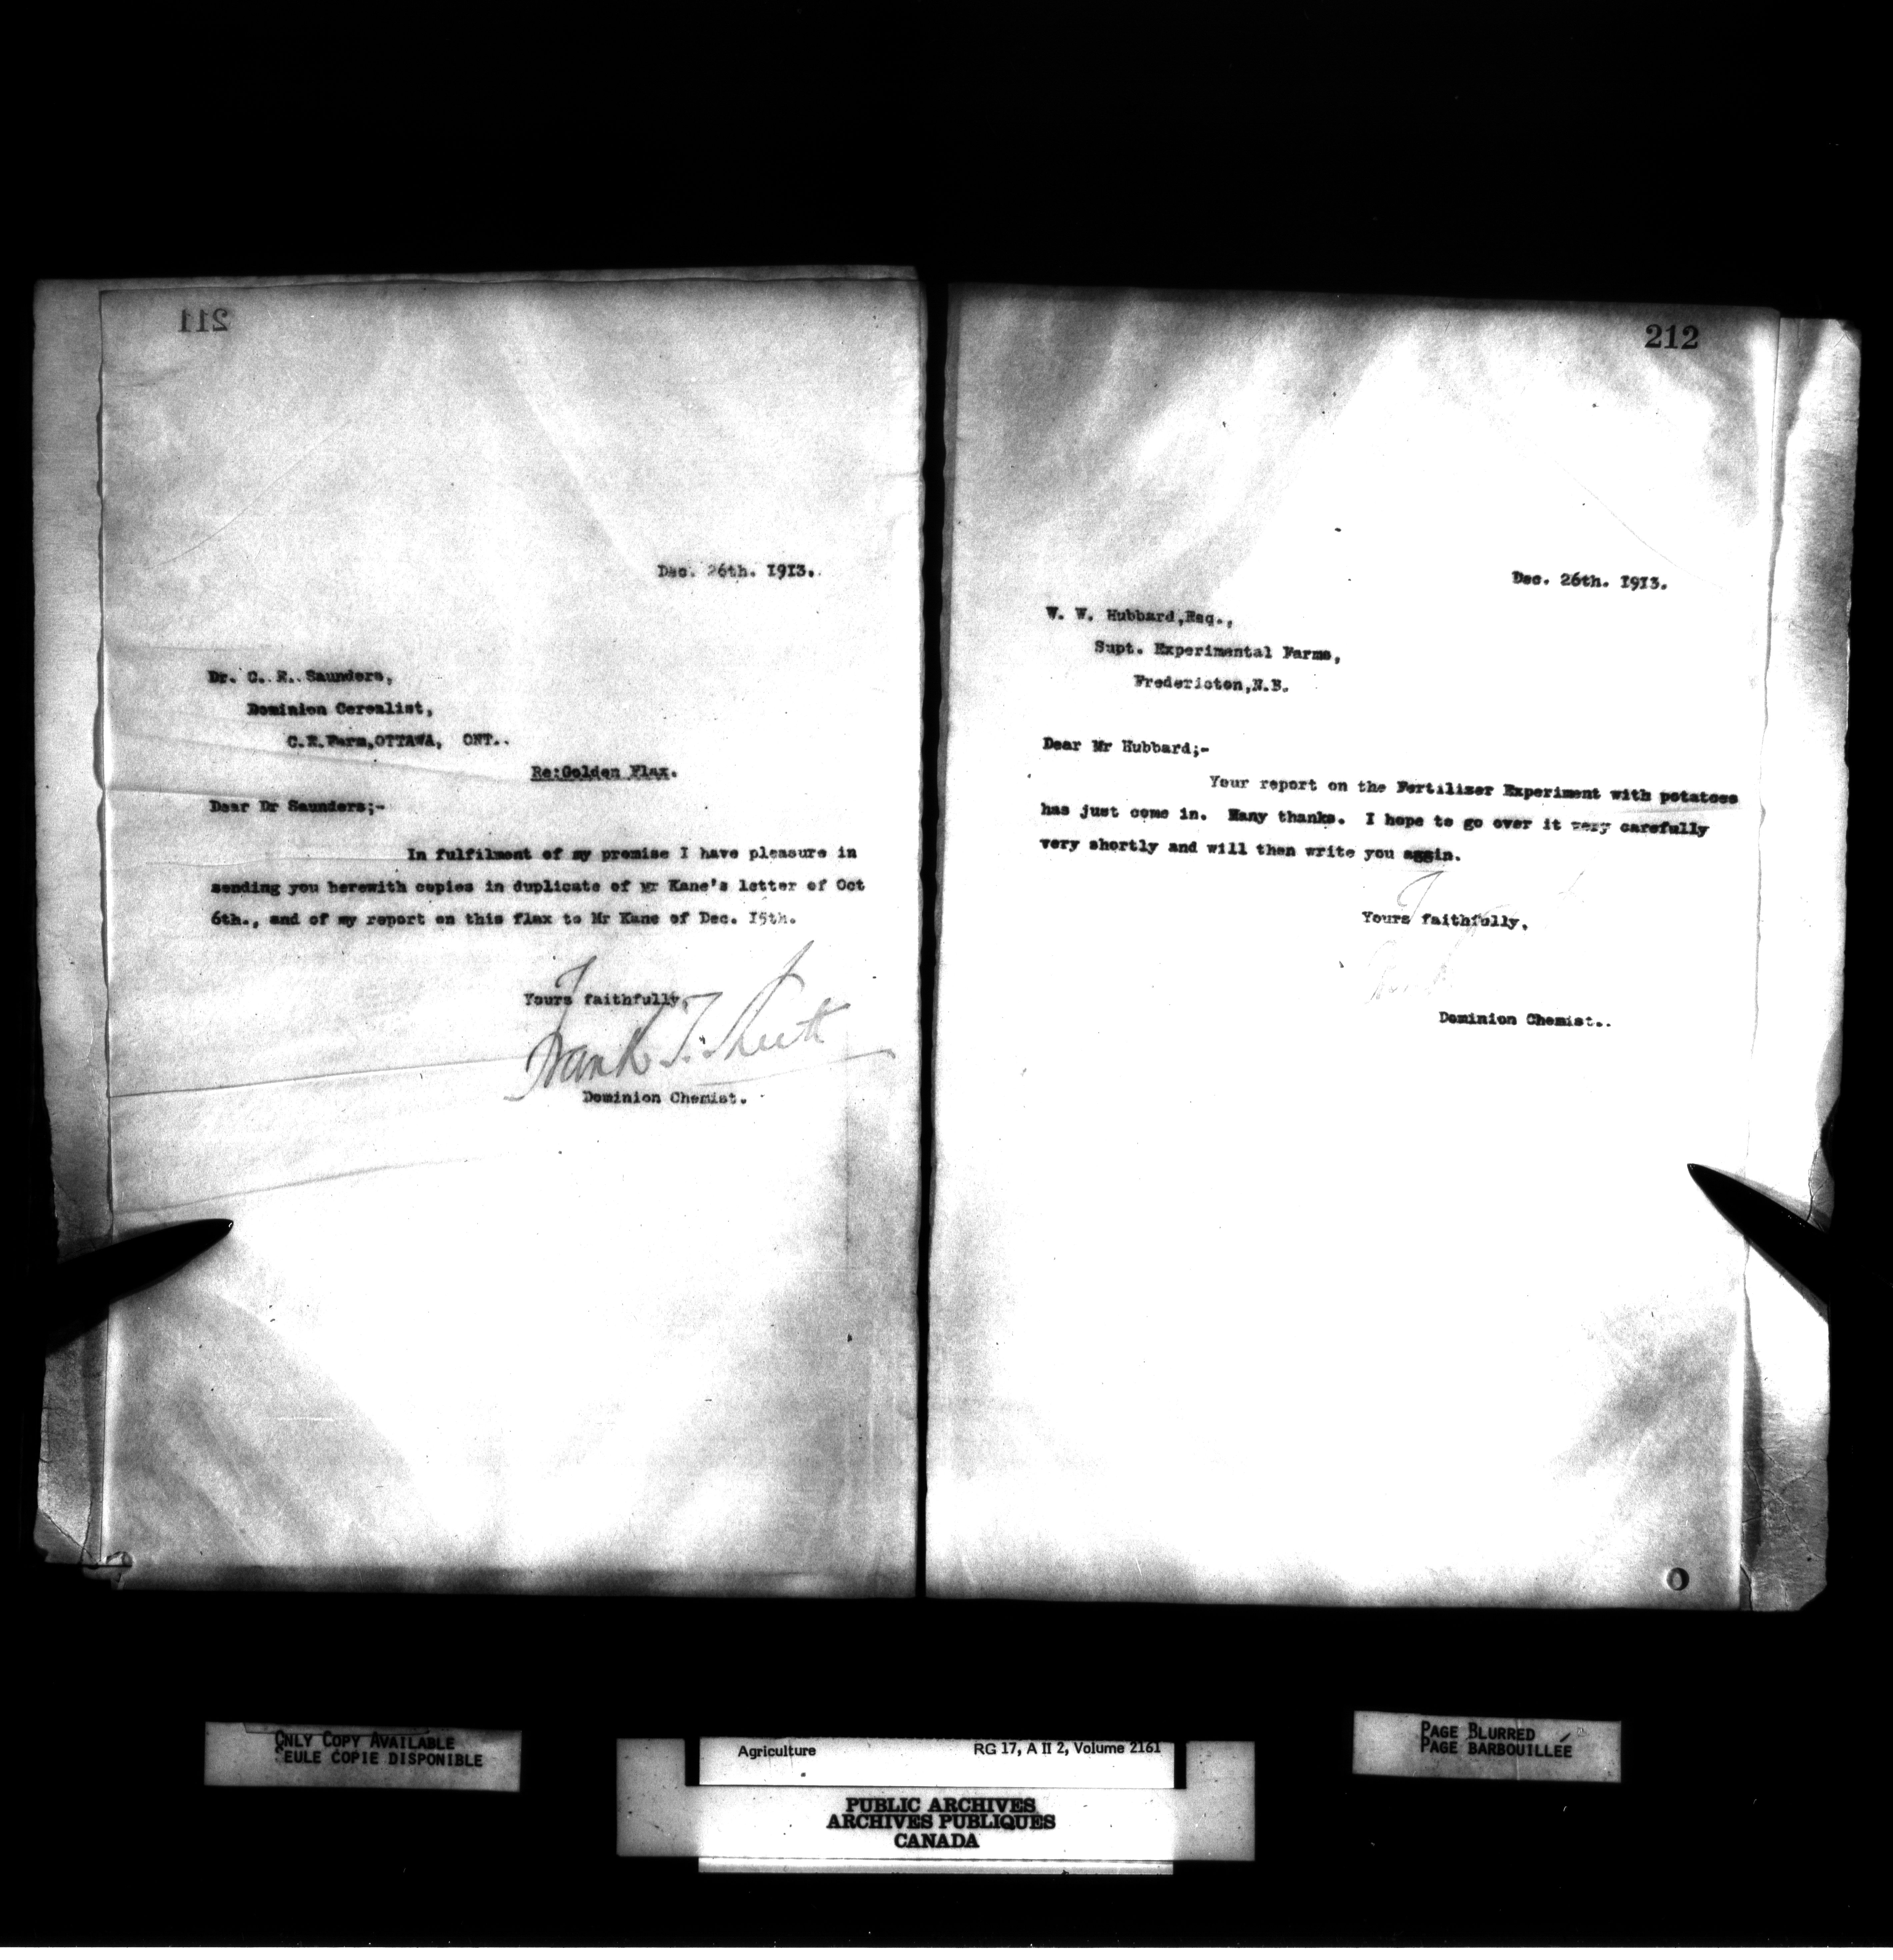 211
Dec. 26th. 1913.
Dr. C. E. Saunders,
Dominion Cerealist,
C.E.Farm,OTTAWA, ONT..
Re:Golden Flax.
Dear Dr Saunders;-
In fulfilment of my promise I have pleasure in
sending you herewith copies in duplicate of Mr Kane's letter of Oct
6th., and of my report on this flax to Mr Kane of Dec. 15th.
Yours faithfully,
Frank T. Shutt
Dominion Chemist.
212
Dec. 26th. 1913.
W. W. Hubbard,Esq.,
Supt. Experimental Farms,
Fredericton,N.B.
Dear Mr Hubbard;-
Your report on the Fertilizer Experiment with potatoes
has just come in. Many thanks. I hope to go over it very carefully
very shortly and will then write you again.
Yours faithfully,
Frank
Dominion Chemist..
O
ONLY COPY AVAILABLE
SEULE COPIE DISPONIBLE
Agriculture RG 17, A II 2, Volume 2161
PUBLIC ARCHIVES
ARCHIVES PUBLIQUES
CANADA
PAGE BLURRED
PAGE BARBOUILLÉE